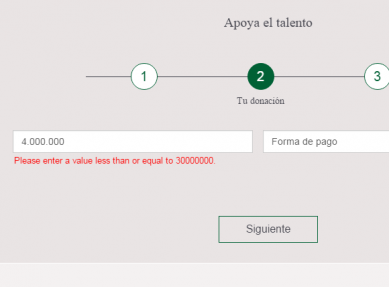 Apoya el talento
1 2 3
Tu donación
4.000.000 Forma de pago
Please enter a value less than or equal to 30000000.
Siguiente